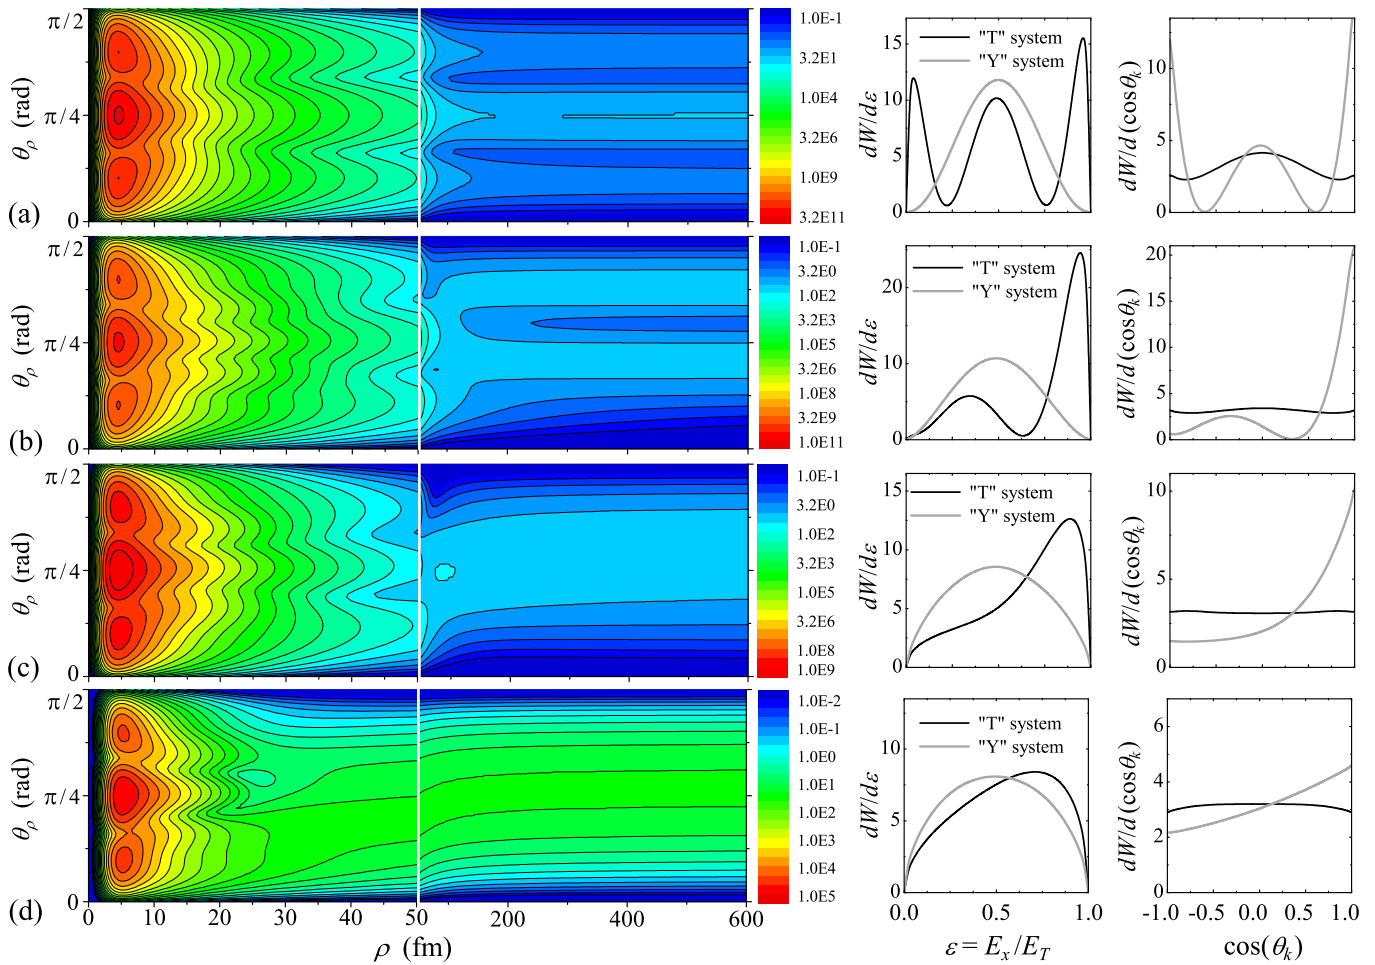 π/2
π/4
0
θρ (rad)
(a)
1.0E-1
3.2E1
1.0E4
3.2E6
1.0E9
3.2E11
15
10
5
0
dW/dε
"T" system
"Y" system
10
5
0
dW/d(cosθk)
π/2
π/4
0
θρ (rad)
(b)
1.0E-1
3.2E0
1.0E2
3.2E3
1.0E5
3.2E6
1.0E8
3.2E9
1.0E11
20
10
0
dW/dε
"T" system
"Y" system
20
15
10
5
0
dW/d(cosθk)
π/2
π/4
0
θρ (rad)
(c)
1.0E-1
3.2E0
1.0E2
3.2E3
1.0E5
3.2E6
1.0E8
1.0E9
15
10
5
0
dW/dε
"T" system
"Y" system
10
5
0
dW/d(cosθk)
π/2
π/4
0
θρ (rad)
(d)
1.0E-2
1.0E-1
1.0E0
1.0E1
1.0E2
1.0E3
1.0E4
1.0E5
10
5
0
dW/dε
"T" system
"Y" system
6
4
2
0
dW/d(cosθk)
0 10 20 30 40 50 200 400 600
ρ (fm)
0.0 0.5 1.0
ε = Ex/ET
-1.0 -0.5 0.0 0.5 1.0
cos(θk)